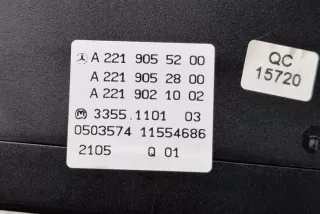 A 221 905 52 00
A 221 905 28 00
A 221 902 10 02
3355.1101 03
0503574 11554686
2105 Q 01
QC
15720